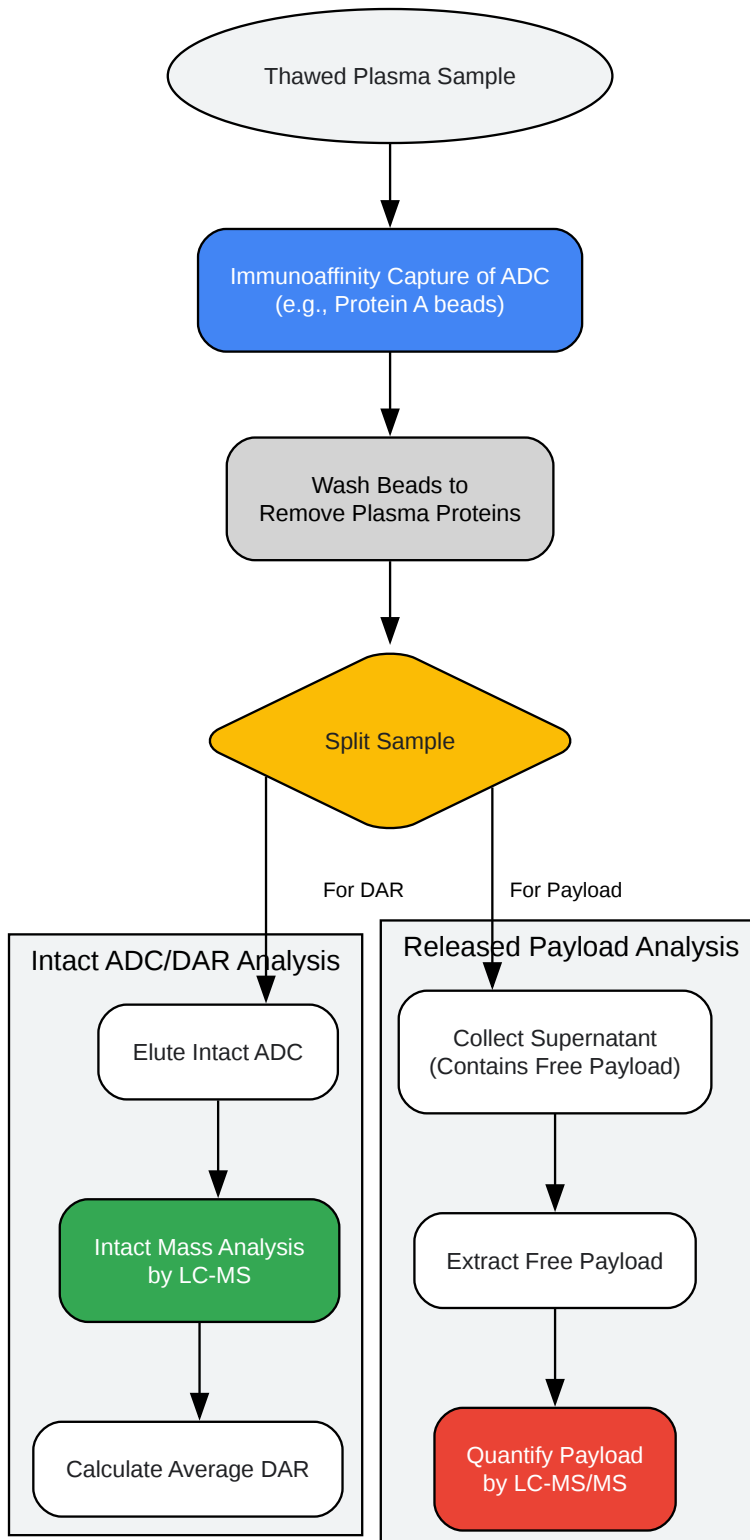 Thawed Plasma Sample
Immunoaffinity Capture of ADC
(e.g., Protein A beads)
Wash Beads to
Remove Plasma Proteins
Split Sample
For DAR
For Payload
Intact ADC/DAR Analysis
Elute Intact ADC
Intact Mass Analysis
by LC-MS
Calculate Average DAR
Released Payload Analysis
Collect Supernatant
(Contains Free Payload)
Extract Free Payload
Quantify Payload
by LC-MS/MS